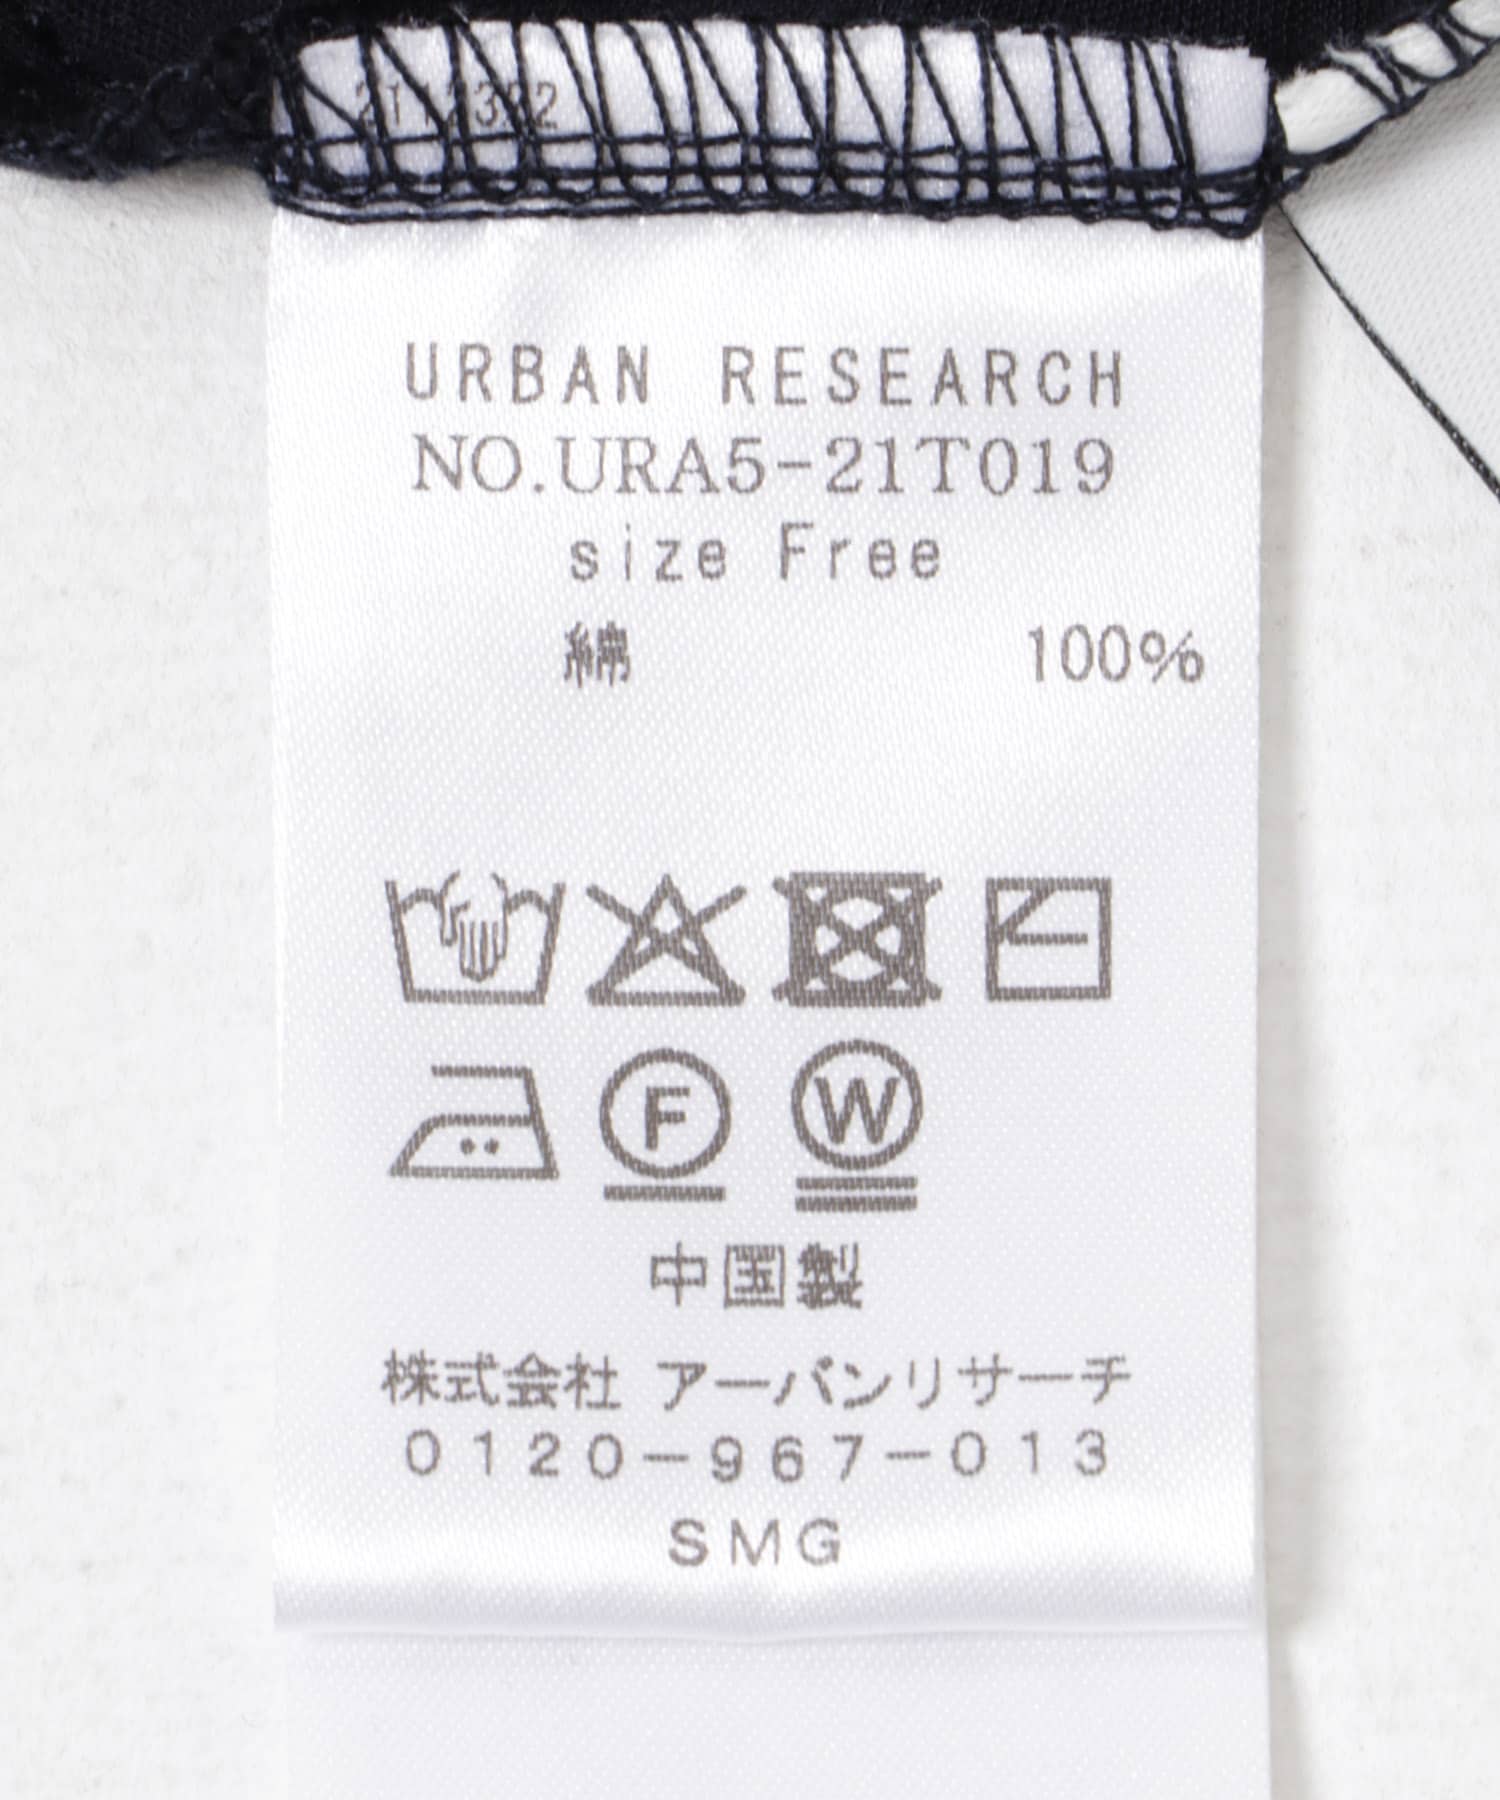 URBAN RESEARCH
NO.URA5-21T019
size Free
綿 100%
F W
中国製
株式会社 アーバンリサーチ
0120-967-013
SMG